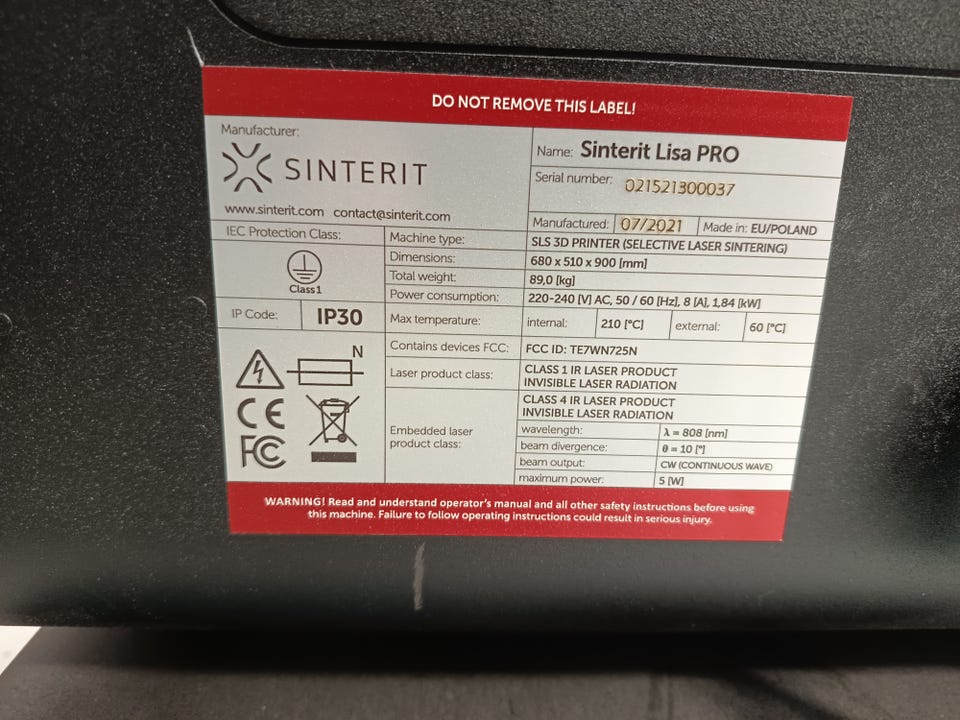 DO NOT REMOVE THIS LABEL!
Manufacturer:
SINTERIT
www.sinterit.com contact@sinterit.com
Name: Sinterit Lisa PRO
Serial number: 021521300037
Manufactured: 07/2021 Made in: EU/POLAND
IEC Protection Class:
Class1
IP Code: IP30
Machine type: SLS 3D PRINTER (SELECTIVE LASER SINTERING)
Dimensions: 680 x 510 x 900 [mm]
Total weight: 89,0 [kg]
Power consumption: 220-240 [V] AC, 50 / 60 [Hz], 8 [A], 1,84 [kW]
Max temperature: internal: 210 [°C] external: 60 [°C]
Contains devices FCC: FCC ID: TE7WN725N
Laser product class: CLASS 1 IR LASER PRODUCT
INVISIBLE LASER RADIATION
Embedded laser
product class:
CLASS 4 IR LASER PRODUCT
INVISIBLE LASER RADIATION
wavelength: λ = 808 [nm]
beam divergence: θ = 10 [°]
beam output: CW (CONTINUOUS WAVE)
maximum power: 5 [W]
N
CE
FC
WARNING! Read and understand operator's manual and all other safety instructions before using
this machine. Failure to follow operating instructions could result in serious injury.